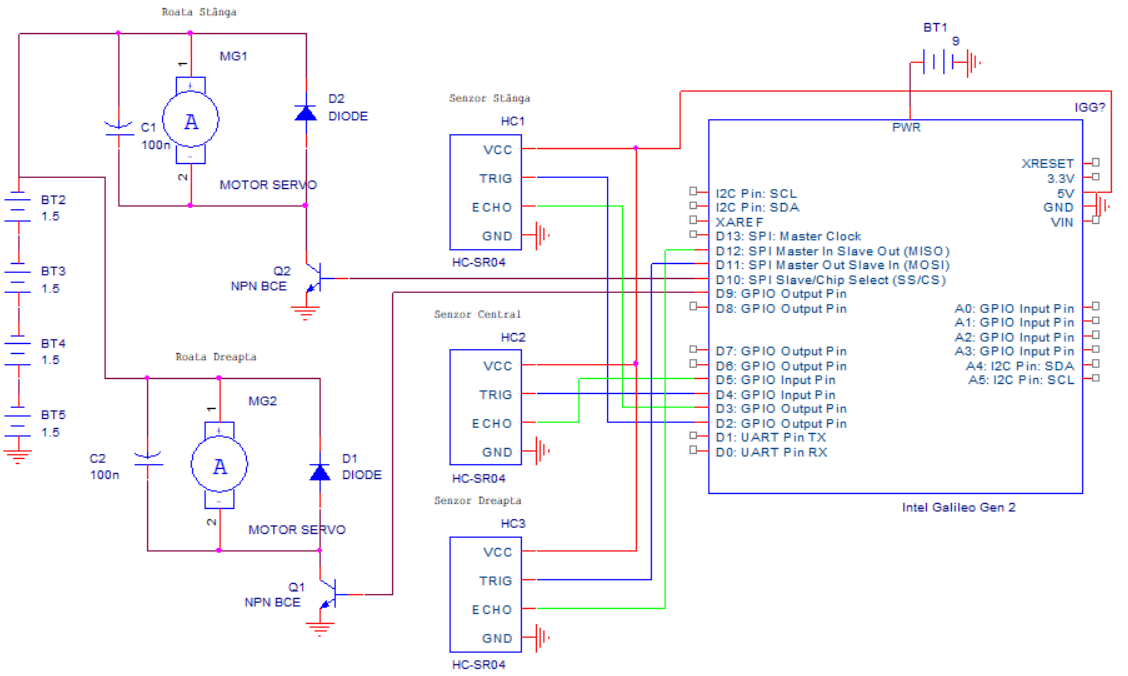 Roata Stânga
MG1
1
+
A
-
2
C1
100n
D2
DIODE
MOTOR SERVO
BT2
1.5
BT3
1.5
BT4
1.5
BT5
1.5
Q2
NPN BCE
Roata Dreapta
MG2
1
+
A
-
2
C2
100n
D1
DIODE
MOTOR SERVO
Q1
NPN BCE
Senzor Stânga
HC1
VCC
TRIG
ECHO
GND
HC-SR04
Senzor Central
HC2
VCC
TRIG
ECHO
GND
HC-SR04
Senzor Dreapta
HC3
VCC
TRIG
ECHO
GND
HC-SR04
BT1
9
IGG?
PWR
XRESET
3.3V
5V
GND
VIN
I2C Pin: SCL
I2C Pin: SDA
XAREF
D13: SPI: Master Clock
D12: SPI Master In Slave Out (MISO)
D11: SPI Master Out Slave In (MOSI)
D10: SPI Slave/Chip Select (SS/CS)
D9: GPIO Output Pin
D8: GPIO Output Pin
D7: GPIO Output Pin
D6: GPIO Output Pin
D5: GPIO Input Pin
D4: GPIO Input Pin
D3: GPIO Output Pin
D2: GPIO Output Pin
D1: UART Pin TX
D0: UART Pin RX
A0: GPIO Input Pin
A1: GPIO Input Pin
A2: GPIO Input Pin
A3: GPIO Input Pin
A4: I2C Pin: SDA
A5: I2C Pin: SCL
Intel Galileo Gen 2